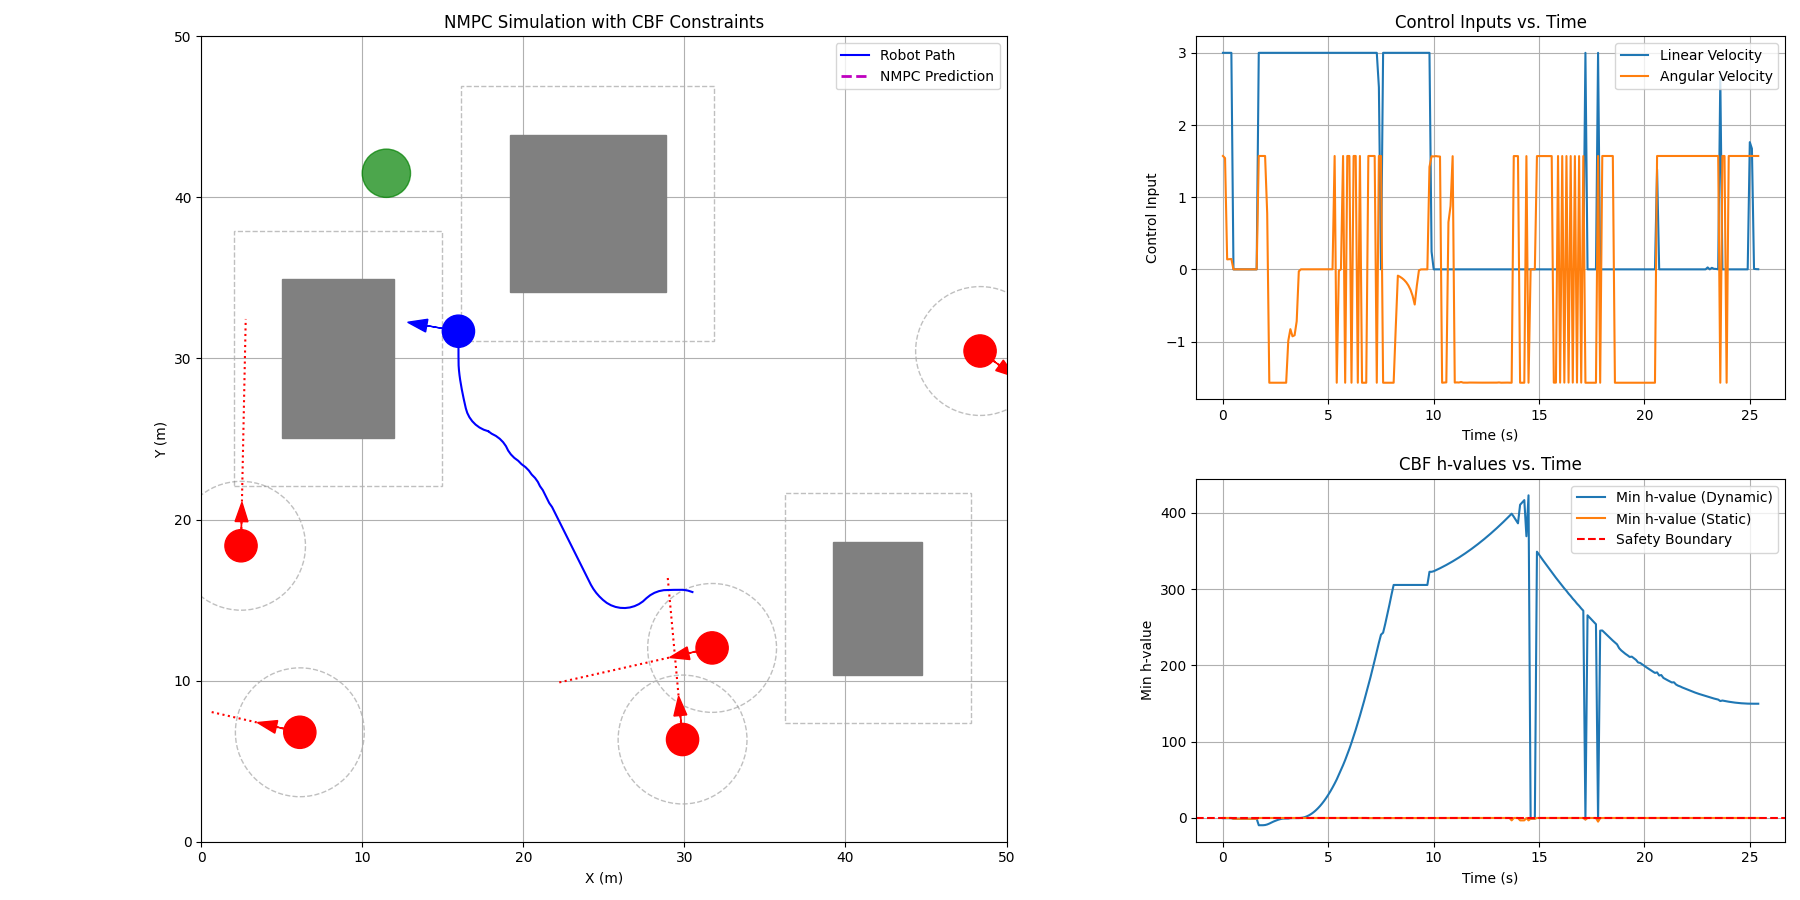 NMPC Simulation with CBF Constraints
Robot Path
NMPC Prediction
50
40
30
20
10
0
Y (m)
0 10 20 30 40 50
X (m)
Control Inputs vs. Time
Linear Velocity
Angular Velocity
3
2
1
0
−1
Control Input
0 5 10 15 20 25
Time (s)
CBF h-values vs. Time
Min h-value (Dynamic)
Min h-value (Static)
Safety Boundary
400
300
200
100
0
Min h-value
0 5 10 15 20 25
Time (s)